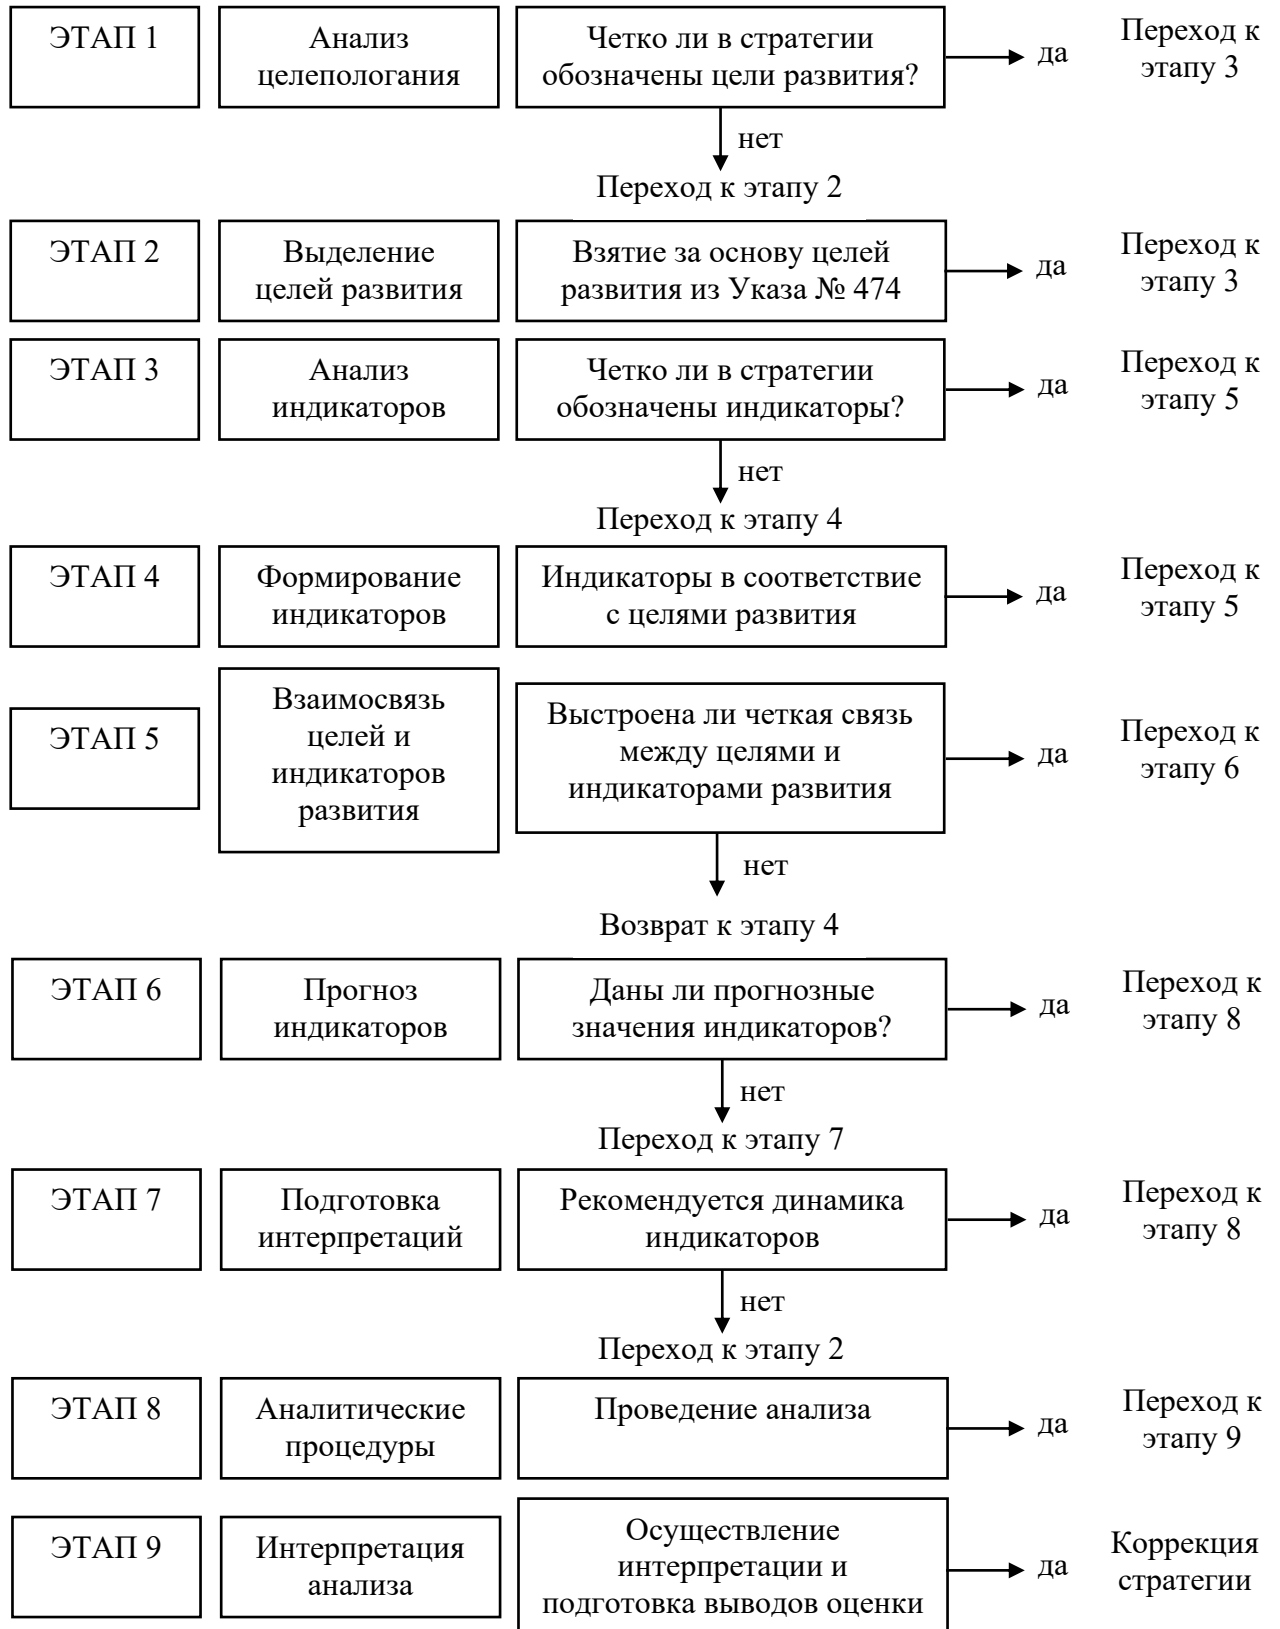 ЭТАП 1
Анализ
целепологания
Четко ли в стратегии
обозначены цели развития?
да
Переход к
этапу 3
нет
Переход к этапу 2
ЭТАП 2
Выделение
целей развития
Взятие за основу целей
развития из Указа № 474
да
Переход к
этапу 3
ЭТАП 3
Анализ
индикаторов
Четко ли в стратегии
обозначены индикаторы?
да
Переход к
этапу 5
нет
Переход к этапу 4
ЭТАП 4
Формирование
индикаторов
Индикаторы в соответствие
с целями развития
да
Переход к
этапу 5
ЭТАП 5
Взаимосвязь
целей и
индикаторов
развития
Выстроена ли четкая связь
между целями и
индикаторами развития
да
Переход к
этапу 6
нет
Возврат к этапу 4
ЭТАП 6
Прогноз
индикаторов
Даны ли прогнозные
значения индикаторов?
да
Переход к
этапу 8
нет
Переход к этапу 7
ЭТАП 7
Подготовка
интерпретаций
Рекомендуется динамика
индикаторов
да
Переход к
этапу 8
нет
Переход к этапу 2
ЭТАП 8
Аналитические
процедуры
Проведение анализа
да
Переход к
этапу 9
ЭТАП 9
Интерпретация
анализа
Осуществление
интерпретации и
подготовка выводов оценки
да
Коррекция
стратегии